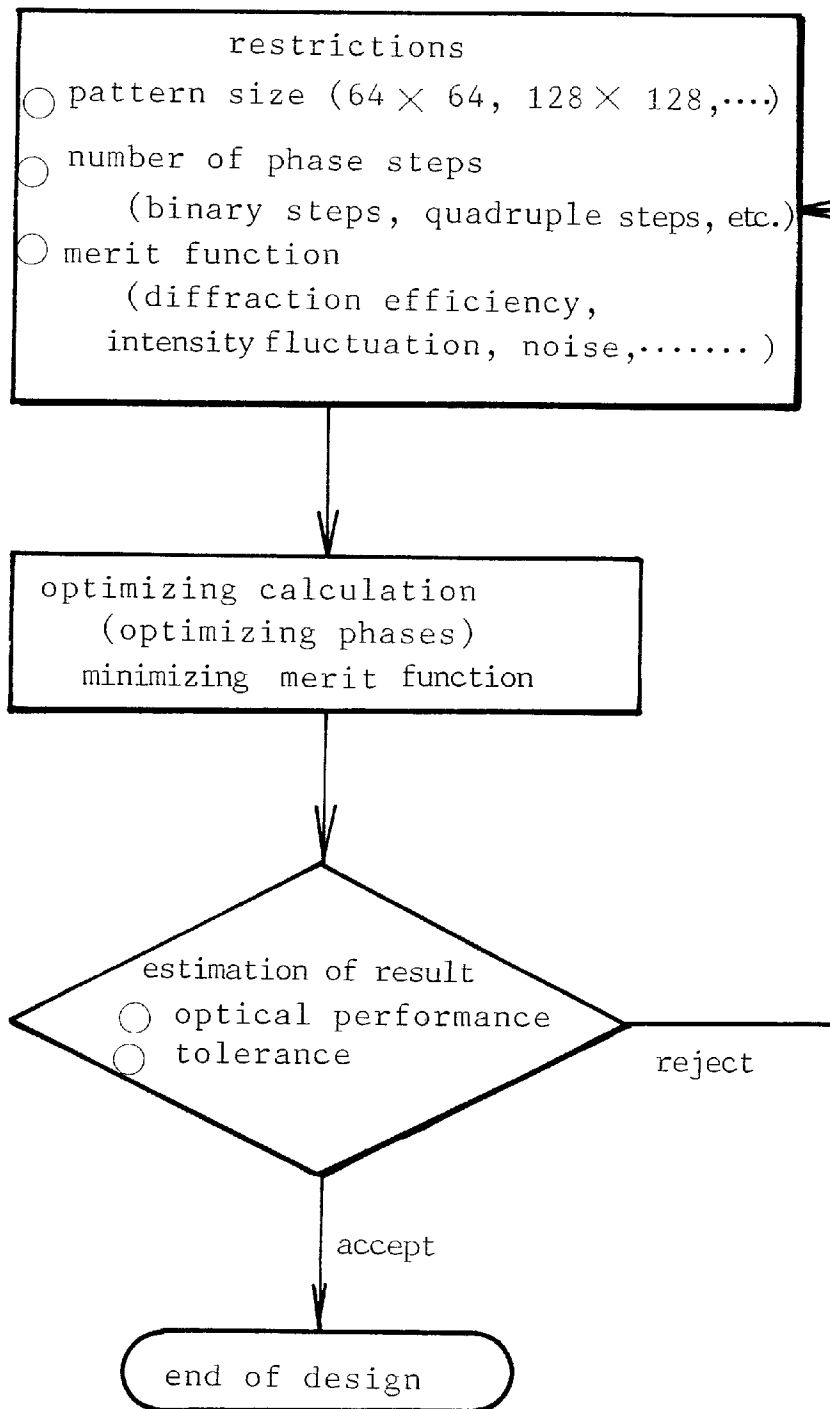 restrictions
○ pattern size (64 × 64, 128 × 128,····)
○ number of phase steps
(binary steps, quadruple steps, etc.)
○ merit function
(diffraction efficiency,
intensity fluctuation, noise,·······)
optimizing calculation
(optimizing phases)
minimizing merit function
estimation of result
○ optical performance
○ tolerance
reject
accept
end of design